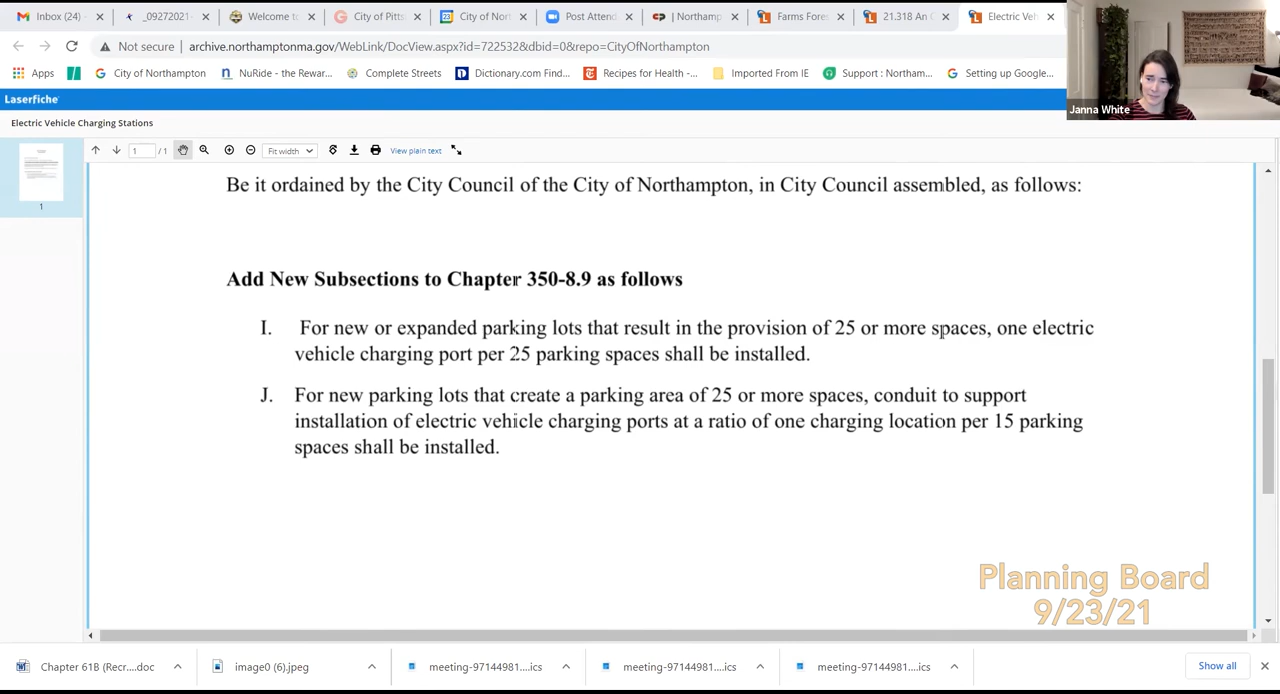 Inbox (24)
_09272021
Welcome to
City of Pitts
City of Nort
Post Attend
| Northamp
Farms Fores
21.318 An C
Electric Veh
Not secure | archive.northamptonma.gov/WebLink/DocView.aspx?id=722532&dbid=0&repo=CityOfNorthampton
Apps
City of Northampton
NuRide - the Rewar...
Complete Streets
Dictionary.com Find...
Recipes for Health -...
Imported From IE
Support : Northam...
Setting up Google...
Janna White
Laserfiche
Electric Vehicle Charging Stations
1 / 1
Fit width
View plain text
1
Be it ordained by the City Council of the City of Northampton, in City Council assembled, as follows:
Add New Subsections to Chapter 350-8.9 as follows
I. For new or expanded parking lots that result in the provision of 25 or more spaces, one electric
vehicle charging port per 25 parking spaces shall be installed.
J. For new parking lots that create a parking area of 25 or more spaces, conduit to support
installation of electric vehicle charging ports at a ratio of one charging location per 15 parking
spaces shall be installed.
Planning Board
9/23/21
Chapter 61B (Recr....doc
image0 (6).jpeg
meeting-97144981....ics
meeting-97144981....ics
meeting-97144981....ics
Show all